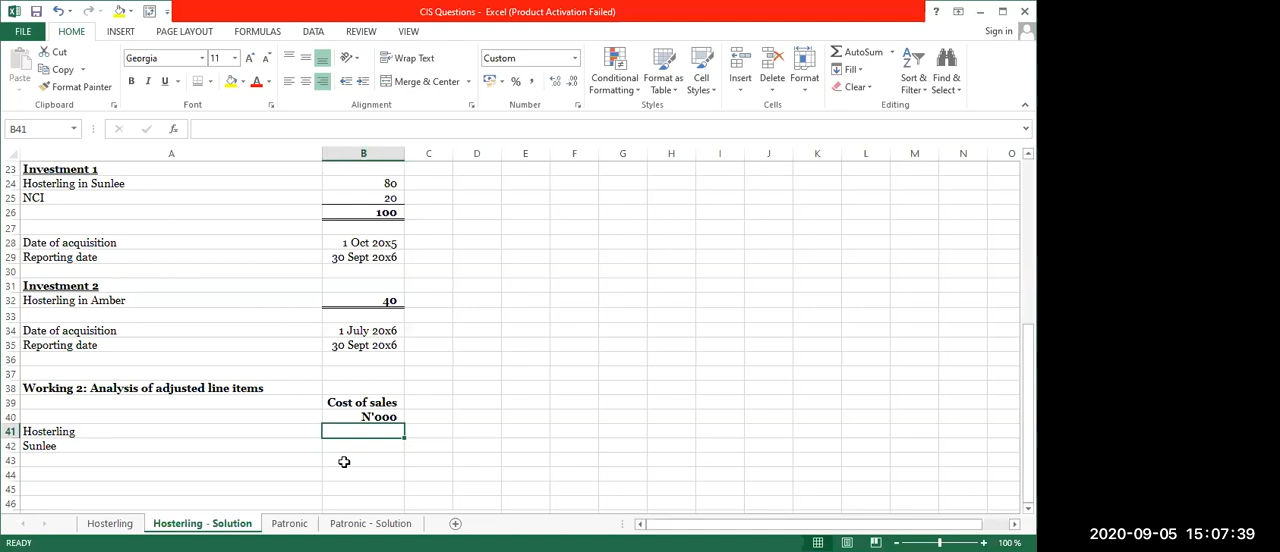 CIS Questions - Excel (Product Activation Failed)
FILE HOME INSERT PAGE LAYOUT FORMULAS DATA REVIEW VIEW Sign in
Paste Cut Copy Format Painter
Georgia 11
Wrap Text
Merge & Center
Custom
Conditional Formatting
Format as Table
Cell Styles
Insert Delete Format
AutoSum
Fill
Clear
Sort & Filter
Find & Select
Clipboard Font Alignment Number Styles Cells Editing
B41
A B C D E F G H I J K L M N O
23 Investment 1
24 Hosterling in Sunlee 80
25 NCI 20
26 100
27
28 Date of acquisition 1 Oct 20x5
29 Reporting date 30 Sept 20x6
30
31 Investment 2
32 Hosterling in Amber 40
33
34 Date of acquisition 1 July 20x6
35 Reporting date 30 Sept 20x6
36
37
38 Working 2: Analysis of adjusted line items
39 Cost of sales
40 N'000
41 Hosterling
42 Sunlee
43
44
45
46
Hosterling Hosterling - Solution Patronic Patronic - Solution
READY 100 %
2020-09-05 15:07:39